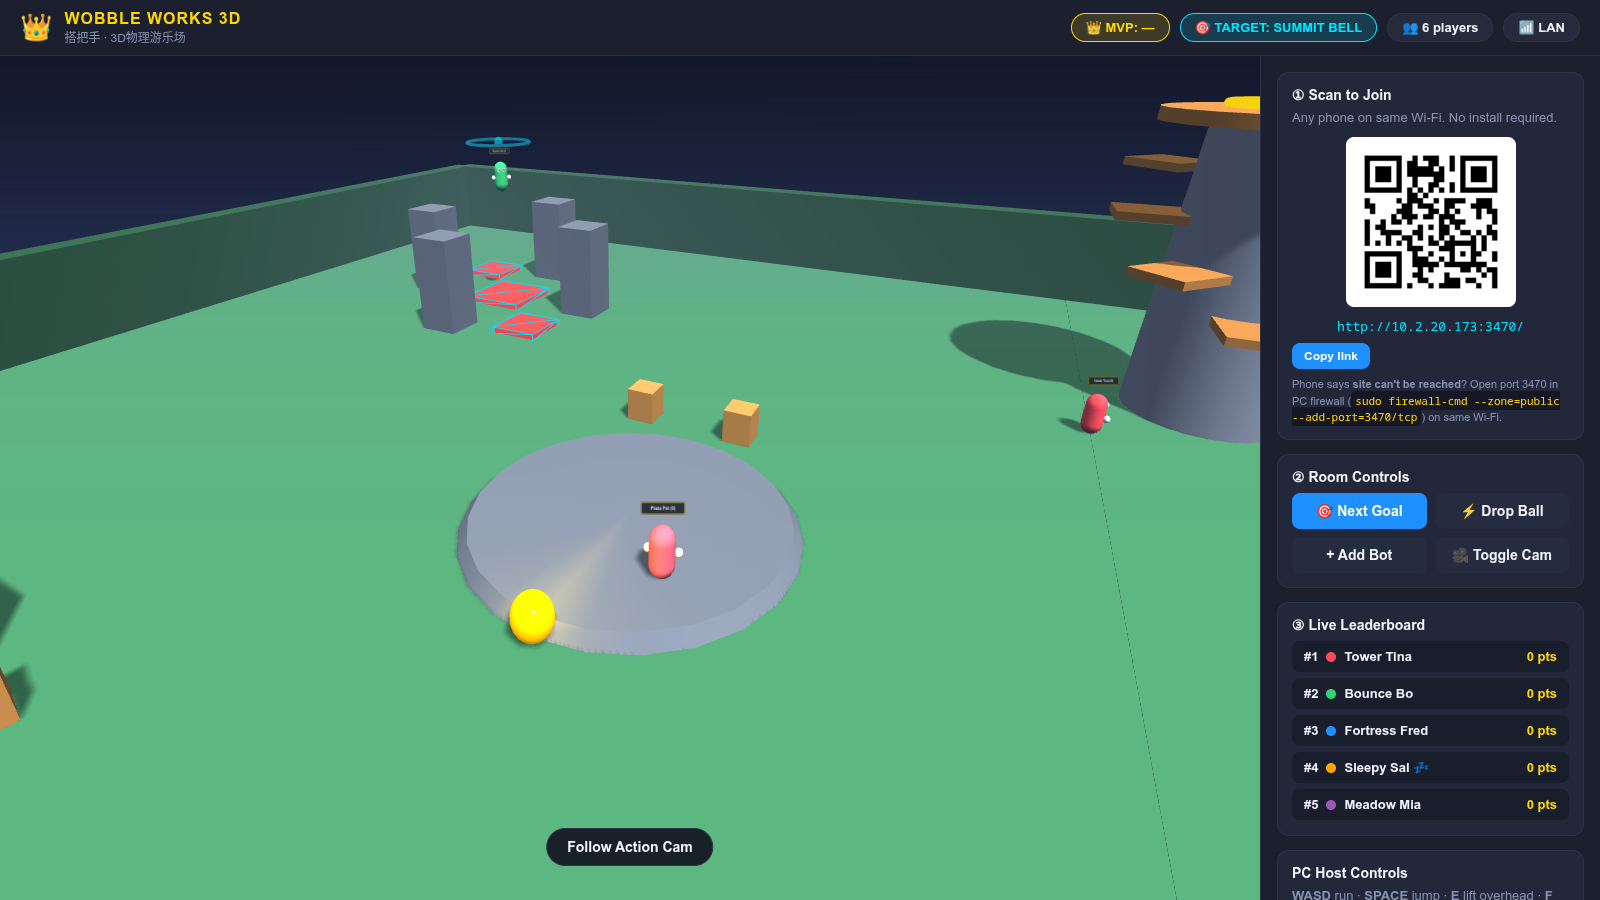 👑 WOBBLE WORKS 3D
搭把手 · 3D物理游乐场
👑 MVP: —
🎯 TARGET: SUMMIT BELL
👥 6 players
📶 LAN
① Scan to Join
Any phone on same Wi-Fi. No install required.
http://10.2.20.173:3470/
Copy link
Phone says site can't be reached? Open port 3470 in
PC firewall ( sudo firewall-cmd --zone=public
--add-port=3470/tcp ) on same Wi-Fi.
② Room Controls
🎯 Next Goal
⚡ Drop Ball
+ Add Bot
🎥 Toggle Cam
③ Live Leaderboard
#1 Tower Tina 0 pts
#2 Bounce Bo 0 pts
#3 Fortress Fred 0 pts
#4 Sleepy Sal 💤 0 pts
#5 Meadow Mia 0 pts
PC Host Controls
WASD run · SPACE jump · E lift overhead · F
Follow Action Cam